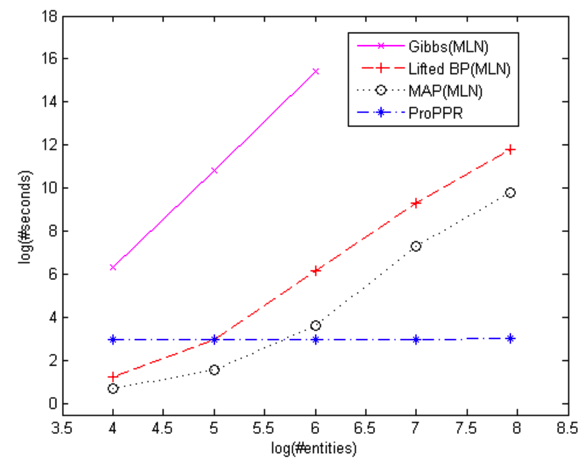 18
16
14
12
10
8
6
4
2
0
log(#seconds)
Gibbs(MLN)
Lifted BP(MLN)
MAP(MLN)
ProPPR
3.5 4 4.5 5 5.5 6 6.5 7 7.5 8 8.5
log(#entities)